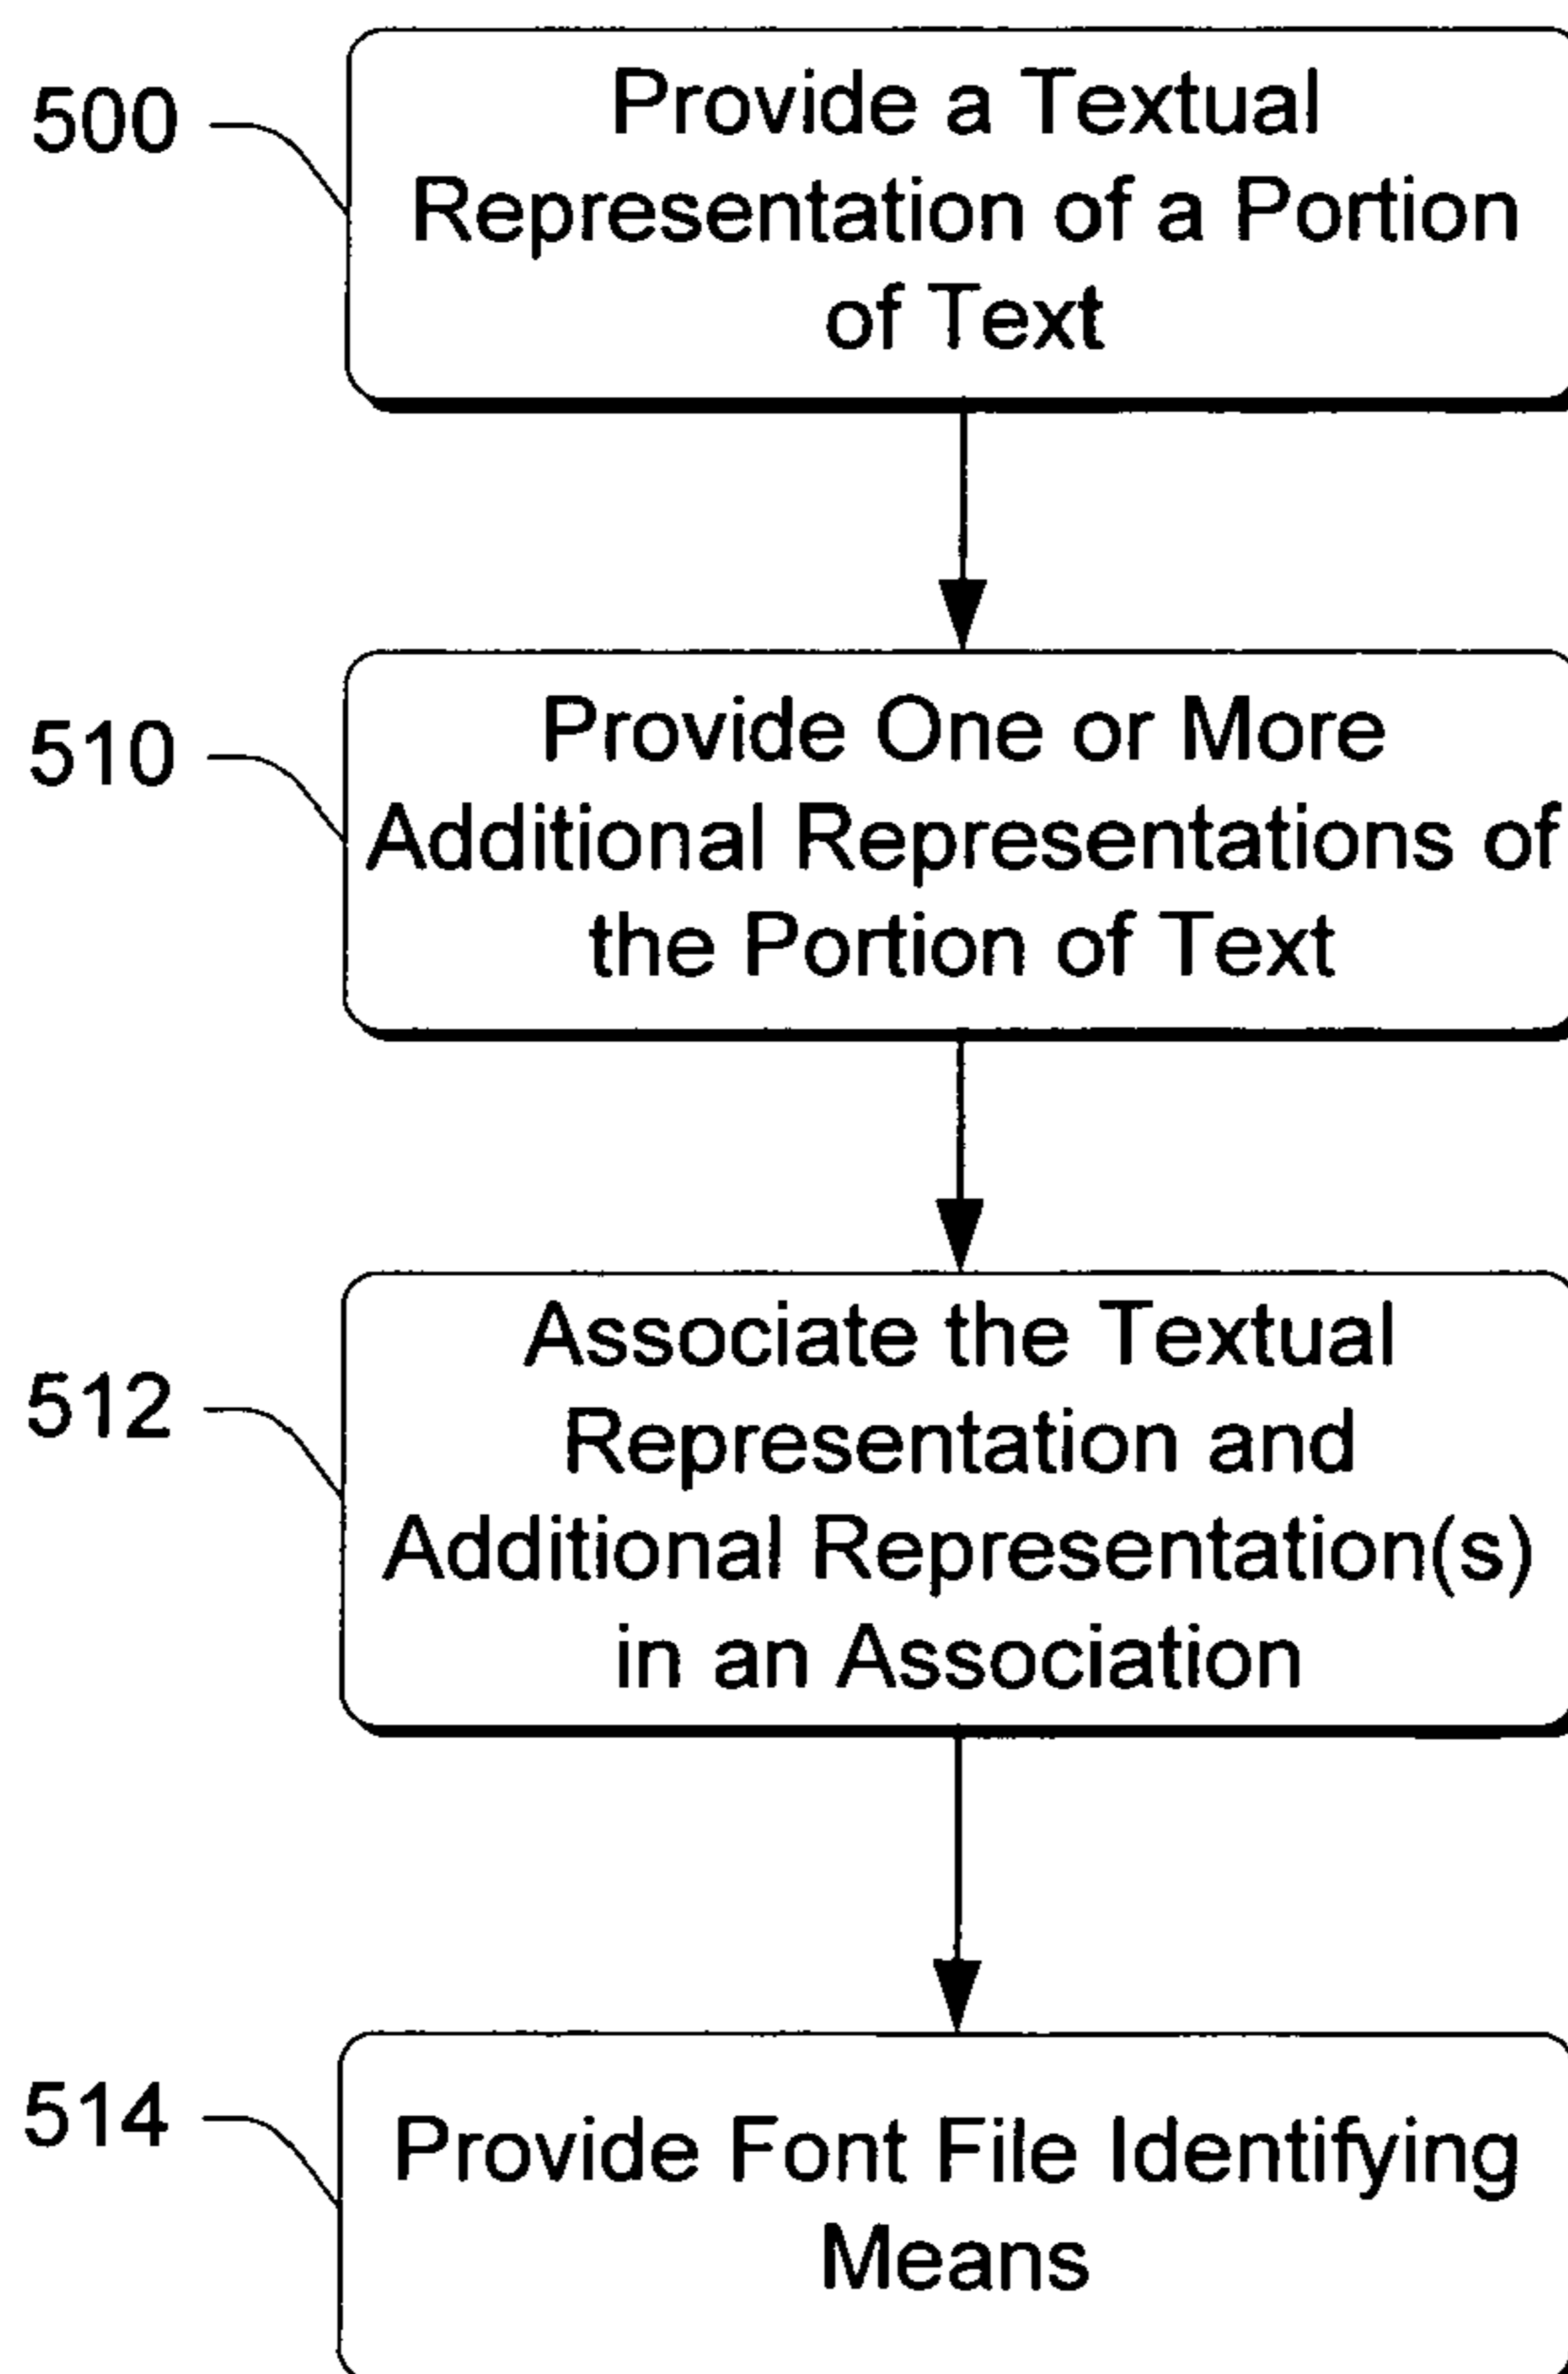 500
Provide a Textual
Representation of a Portion
of Text
510
Provide One or More
Additional Representations of
the Portion of Text
512
Associate the Textual
Representation and
Additional Representation(s)
in an Association
514
Provide Font File Identifying
Means